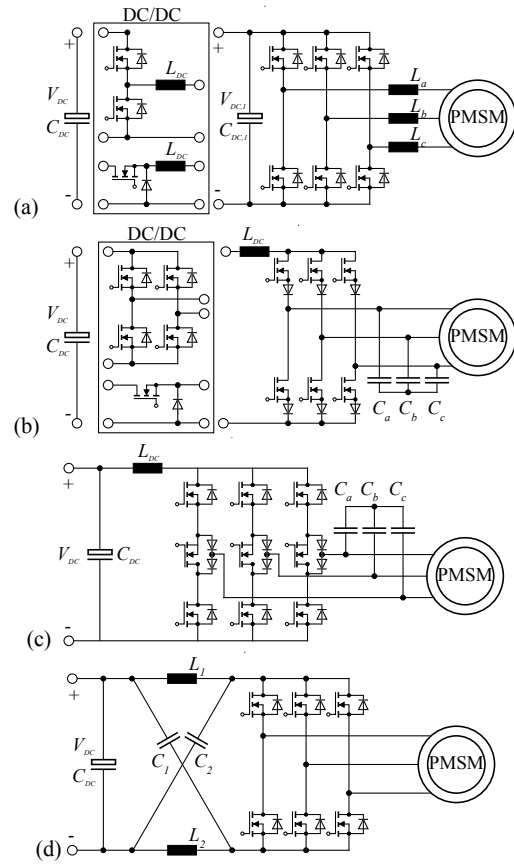 DC/DC
+
V_DC
C_DC
-
L_DC
L_DC
+
V_DC
C_DC,1
-
L_a
L_b
L_c
PMSM
(a)
DC/DC
+
V_DC
C_DC
-
L_DC
PMSM
C_a C_b C_c
(b)
L_DC
+
V_DC C_DC
-
C_a C_b C_c
PMSM
(c)
L_1
+
V_DC
C_DC
-
C_1 C_2
L_2
PMSM
(d)